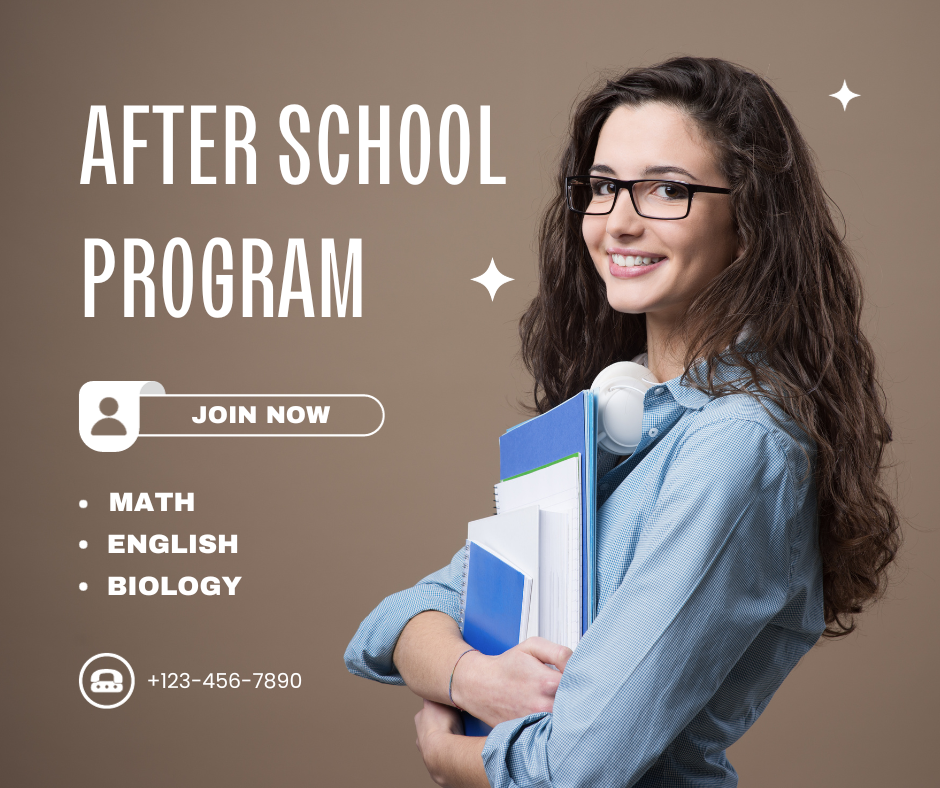 AFTER SCHOOL
PROGRAM
JOIN NOW
• MATH
• ENGLISH
• BIOLOGY
+123-456-7890